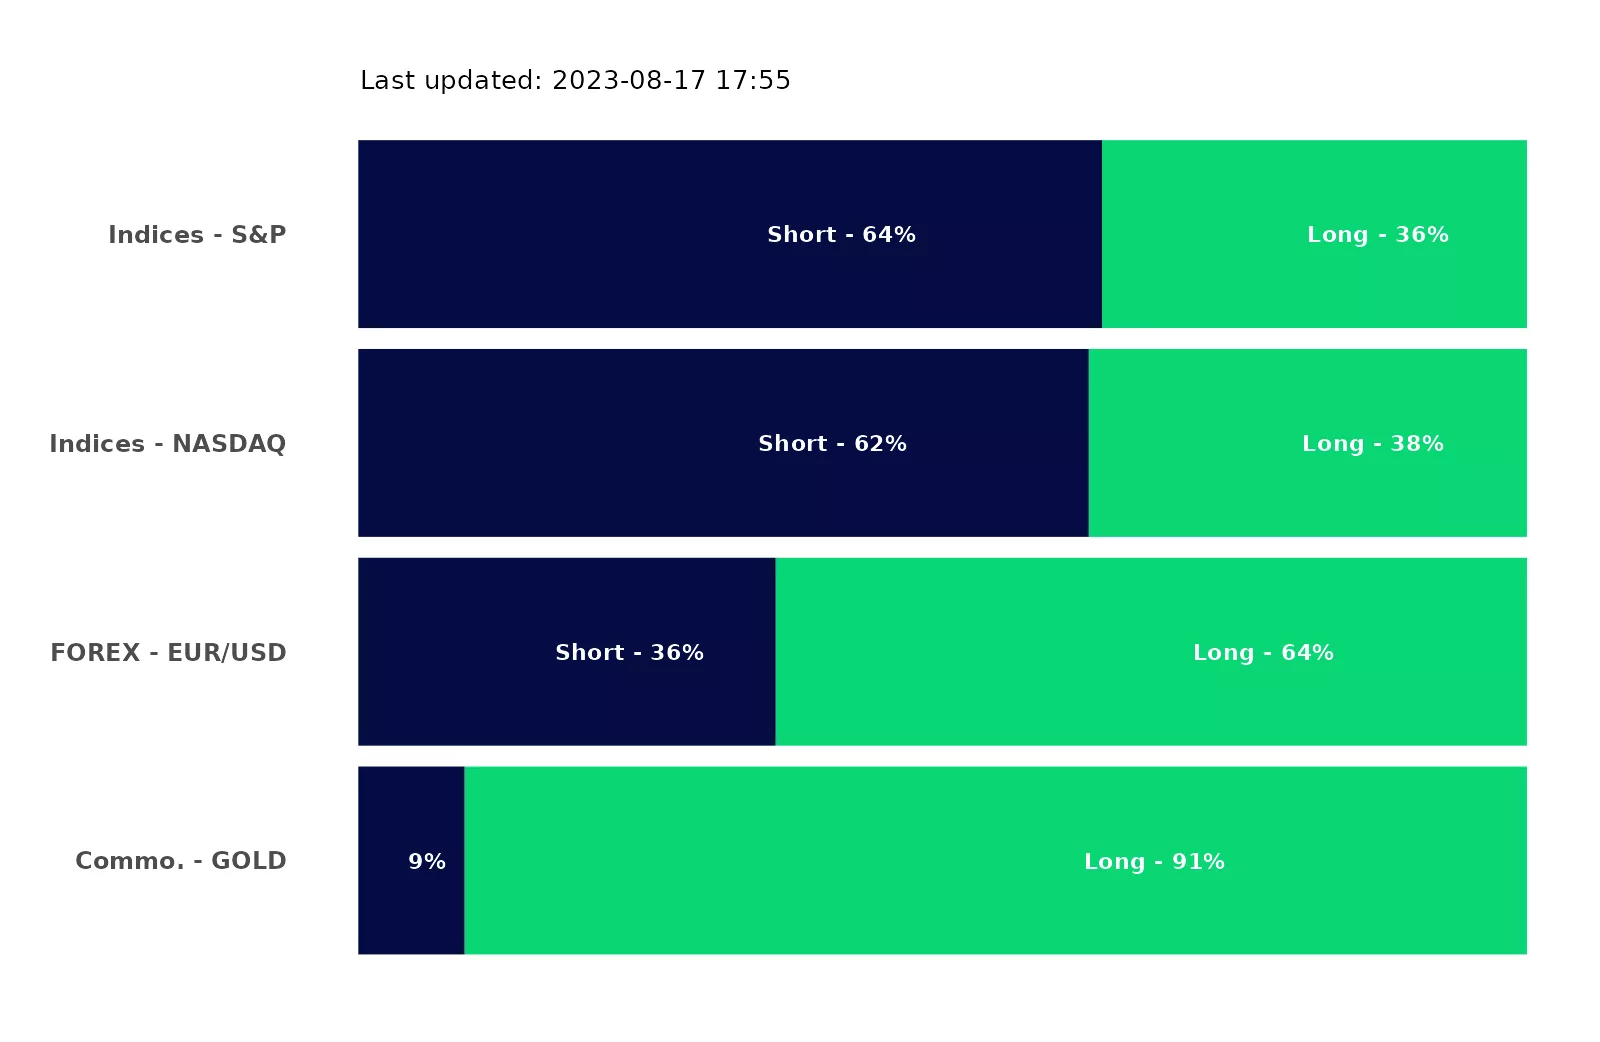 Last updated: 2023-08-17 17:55
Indices - S&P
Short - 64%
Long - 36%
Indices - NASDAQ
Short - 62%
Long - 38%
FOREX - EUR/USD
Short - 36%
Long - 64%
Commo. - GOLD
9%
Long - 91%